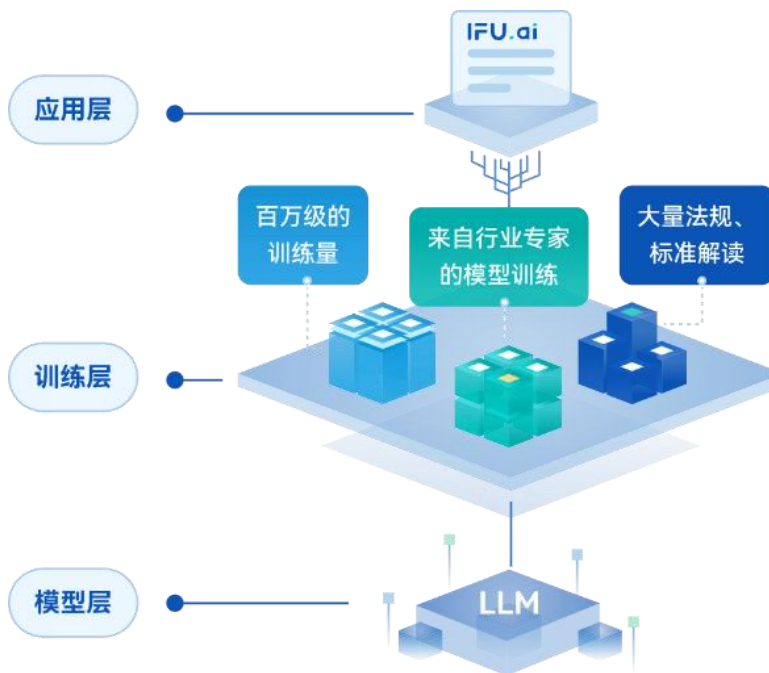 IFU.ai
应用层
百万级的
训练量
来自行业专家
的模型训练
大量法规、
标准解读
训练层
模型层
LLM